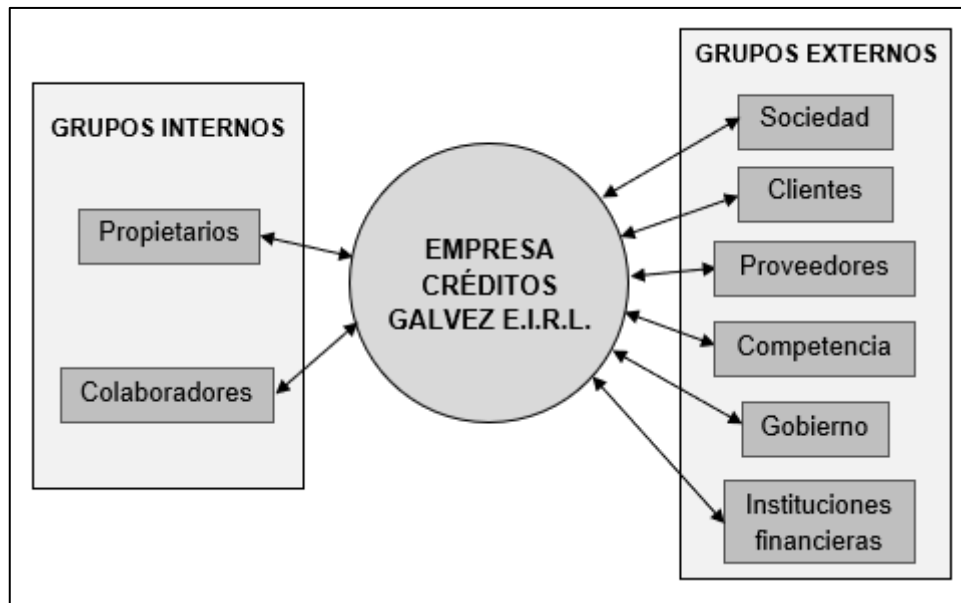 GRUPOS INTERNOS
Propietarios
Colaboradores
EMPRESA
CRÉDITOS
GALVEZ E.I.R.L.
GRUPOS EXTERNOS
Sociedad
Clientes
Proveedores
Competencia
Gobierno
Instituciones
financieras